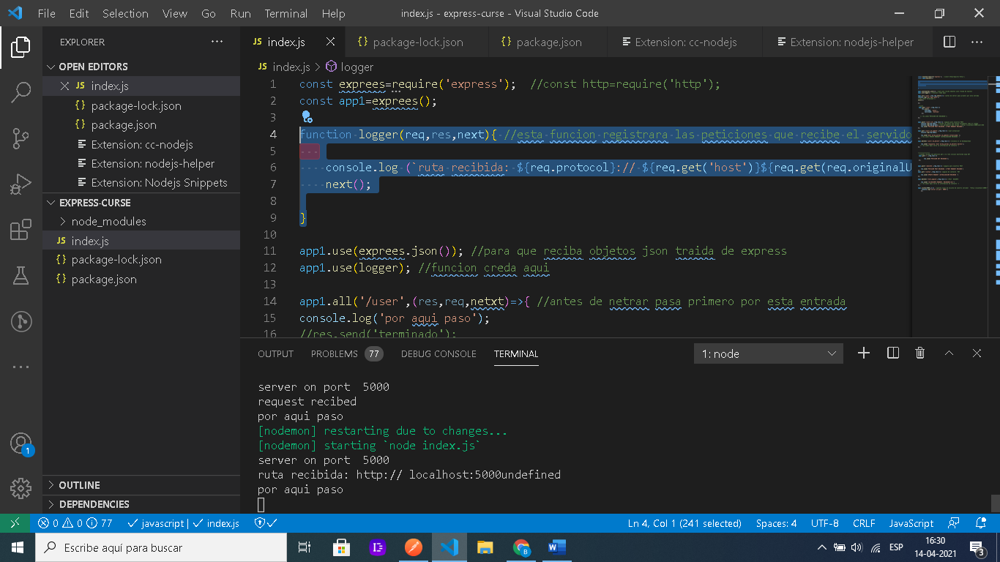 File Edit Selection View Go Run Terminal Help index.js - express-curse - Visual Studio Code
EXPLORER
OPEN EDITORS
JS index.js
{} package-lock.json
{} package.json
Extension: cc-nodejs
Extension: nodejs-helper
Extension: Nodejs Snippets
EXPRESS-CURSE
node_modules
JS index.js
{} package-lock.json
{} package.json
OUTLINE
DEPENDENCIES
1
JS index.js {} package-lock.json {} package.json Extension: cc-nodejs Extension: nodejs-helper
JS index.js > logger
1 const exprees=require('express'); //const http=require('http');
2 const app1=exprees();
3
4 function logger(req,res,next){ //esta funcion registrara las peticiones que recibe el servido
5
6 console.log (`ruta recibida: ${req.protocol}:// ${req.get('host')}${req.get(req.originalU
7 next();
8
9 }
10
11 app1.use(exprees.json()); //para que reciba objetos json traida de express
12 app1.use(logger); //funcion creda aqui
13
14 app1.all('/user',(res,req,netxt)=>{ //antes de netrar pasa primero por esta entrada
15 console.log('por aqui paso');
16 //res.send('terminado');
OUTPUT PROBLEMS 77 DEBUG CONSOLE TERMINAL 1: node
server on port 5000
request recibed
por aqui paso
[nodemon] restarting due to changes...
[nodemon] starting `node index.js`
server on port 5000
ruta recibida: http:// localhost:5000undefined
por aqui paso
0 0 77 javascript | index.js Ln 4, Col 1 (241 selected) Spaces: 4 UTF-8 CRLF JavaScript
Escribe aquí para buscar ESP 16:30
14-04-2021 3